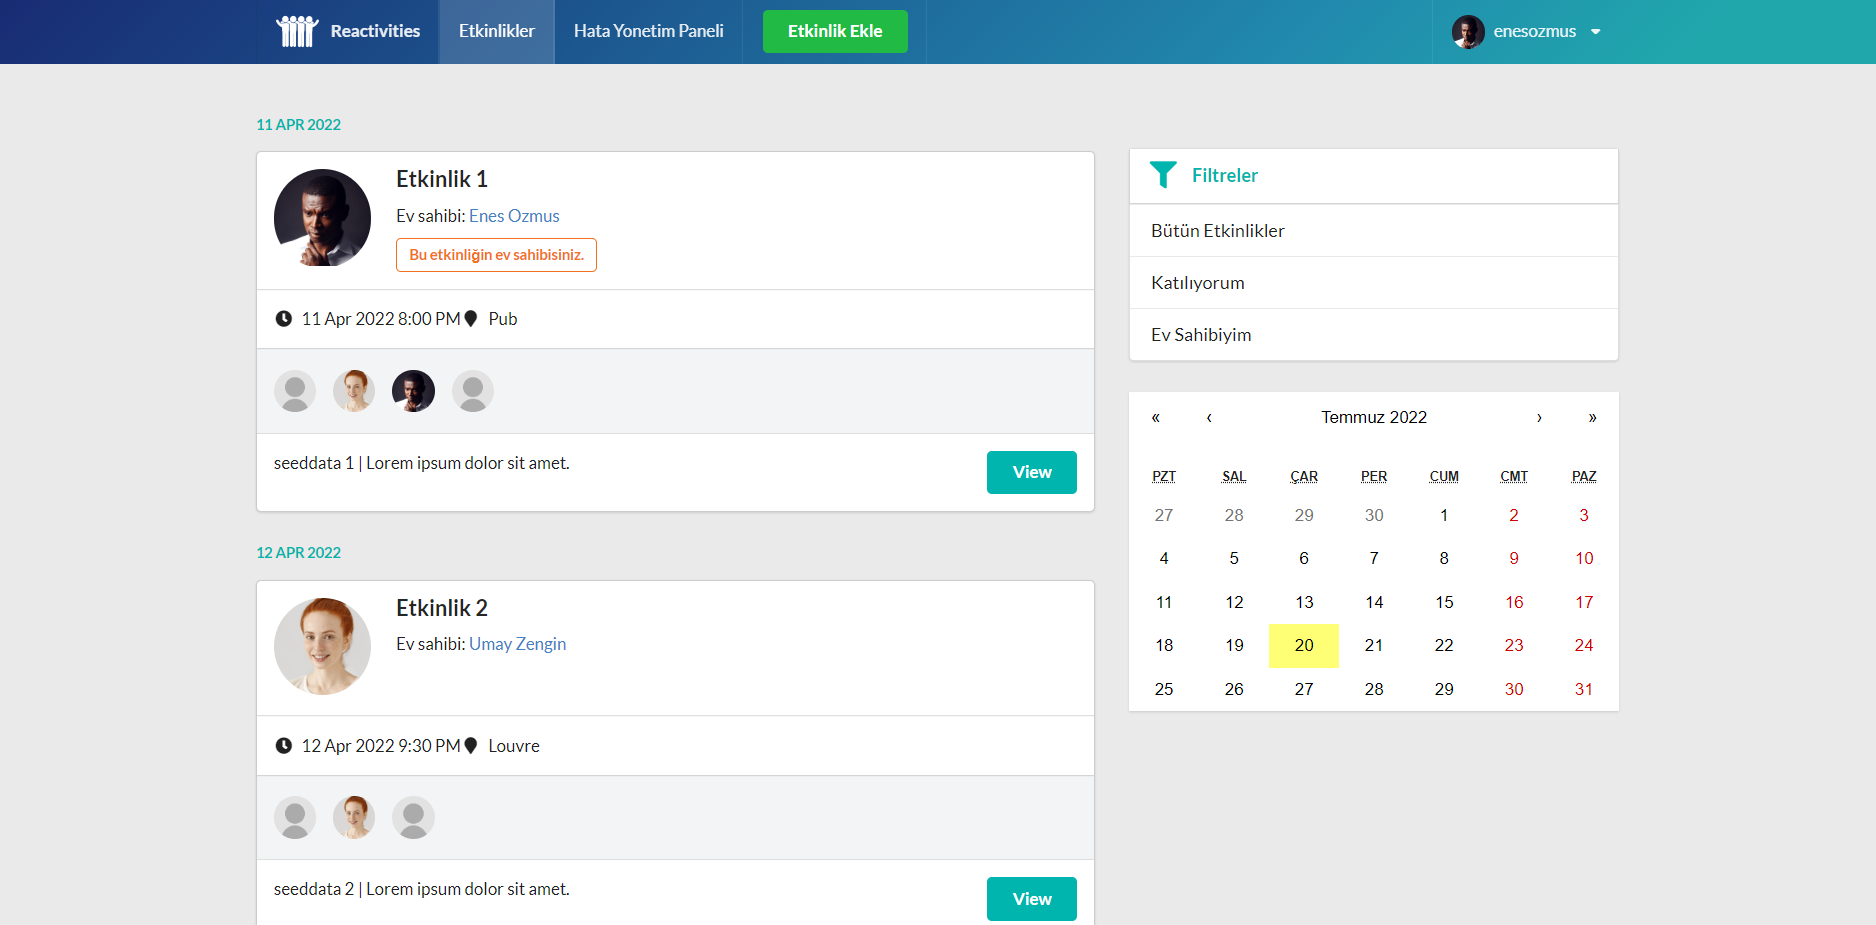 Reactivities Etkinlikler Hata Yonetim Paneli Etkinlik Ekle enesozmus
11 APR 2022
Etkinlik 1
Ev sahibi: Enes Ozmus
Bu etkinliğin ev sahibisiniz.
11 Apr 2022 8:00 PM Pub
seeddata 1 | Lorem ipsum dolor sit amet.
View
12 APR 2022
Etkinlik 2
Ev sahibi: Umay Zengin
12 Apr 2022 9:30 PM Louvre
seeddata 2 | Lorem ipsum dolor sit amet.
View
Filtreler
Bütün Etkinlikler
Katılıyorum
Ev Sahibiyim
« ‹ Temmuz 2022 › »
PZT SAL ÇAR PER CUM CMT PAZ
27 28 29 30 1 2 3
4 5 6 7 8 9 10
11 12 13 14 15 16 17
18 19 20 21 22 23 24
25 26 27 28 29 30 31